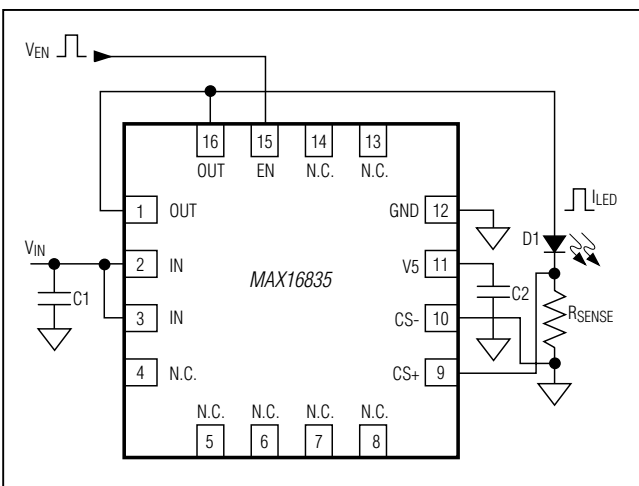 VEN
16 15 14 13
OUT EN N.C. N.C.
1 OUT
GND 12
ILED
D1
VIN
2 IN
V5 11
MAX16835
C1
C2
3 IN
CS- 10
RSENSE
4 N.C.
CS+ 9
N.C. N.C. N.C. N.C.
5 6 7 8